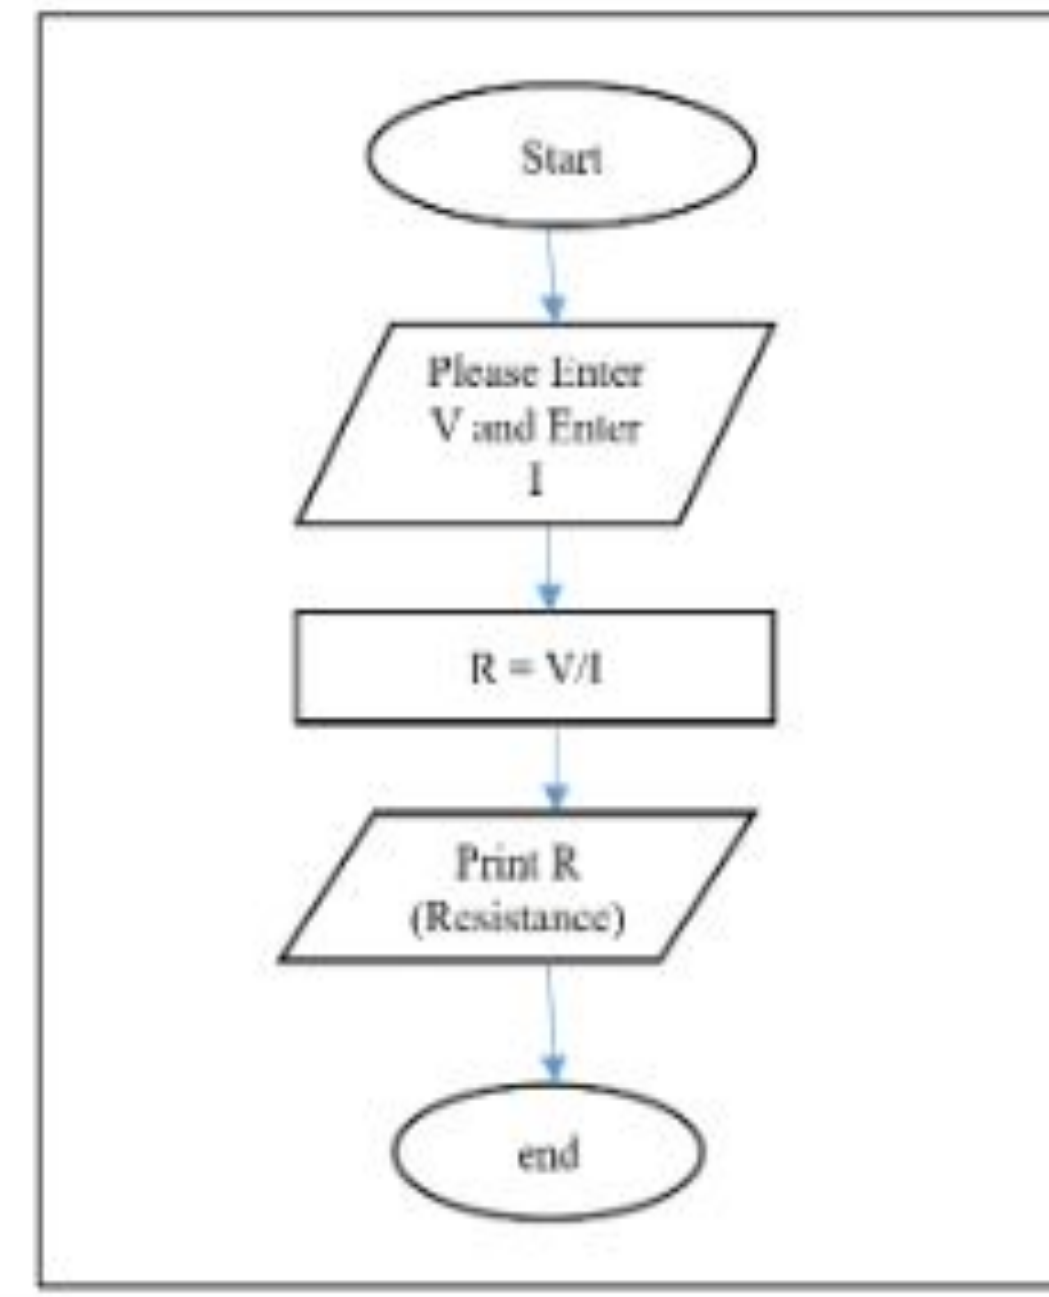 Start
Please Enter
V and Enter
I
R = V/I
Print R
(Resistance)
end